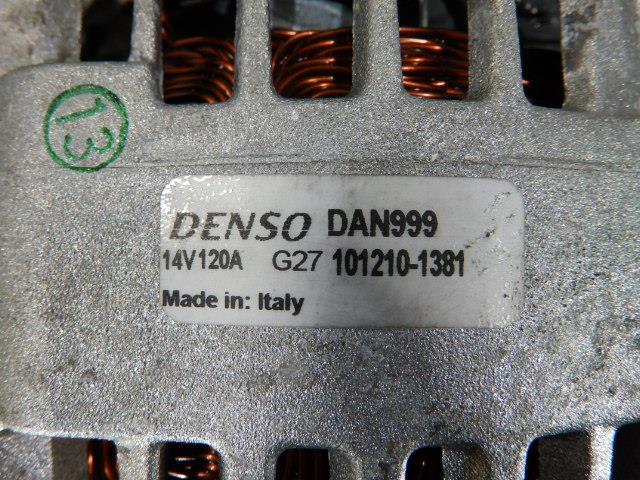 13
DENSO DAN999
14V120A G27 101210-1381
Made in: Italy